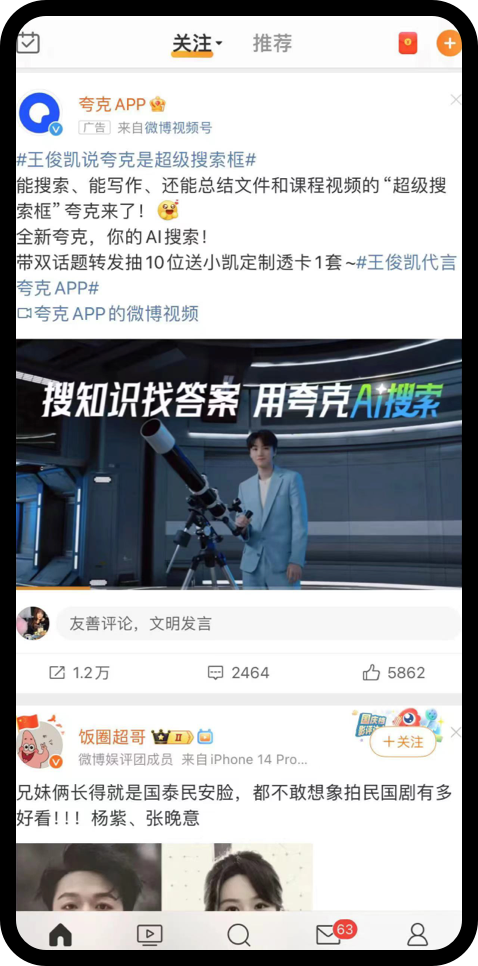 关注 推荐
夸克 APP
广告 来自微博视频号
#王俊凯说夸克是超级搜索框#
能搜索、能写作、还能总结文件和课程视频的“超级搜
索框”夸克来了！
全新夸克，你的AI搜索！
带双话题转发抽10位送小凯定制透卡1套~#王俊凯代言
夸克APP#
夸克APP的微博视频
搜知识找答案 用夸克AI搜索
友善评论，文明发言
1.2万 2464 5862
饭圈超哥 II
+关注
微博娱评团成员 来自iPhone 14 Pro...
兄妹俩长得就是国泰民安脸，都不敢想象拍民国剧有多
好看！！！杨紫、张晚意
63